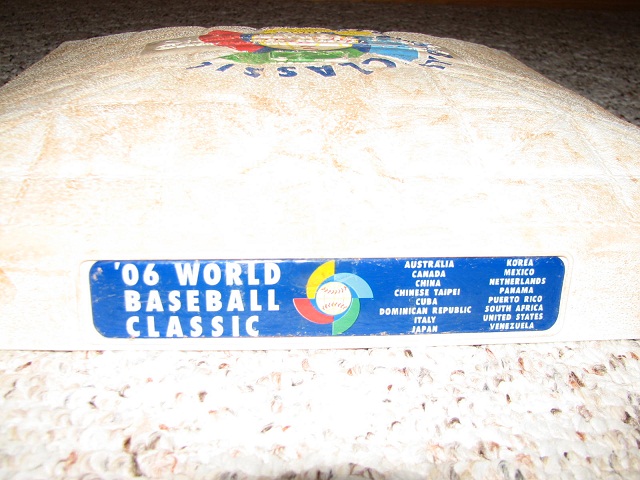 CLASSIC
'06 WORLD
BASEBALL
CLASSIC
AUSTRALIA
CANADA
CHINA
CHINESE TAIPEI
CUBA
DOMINICAN REPUBLIC
ITALY
JAPAN
KOREA
MEXICO
NETHERLANDS
PANAMA
PUERTO RICO
SOUTH AFRICA
UNITED STATES
VENEZUELA